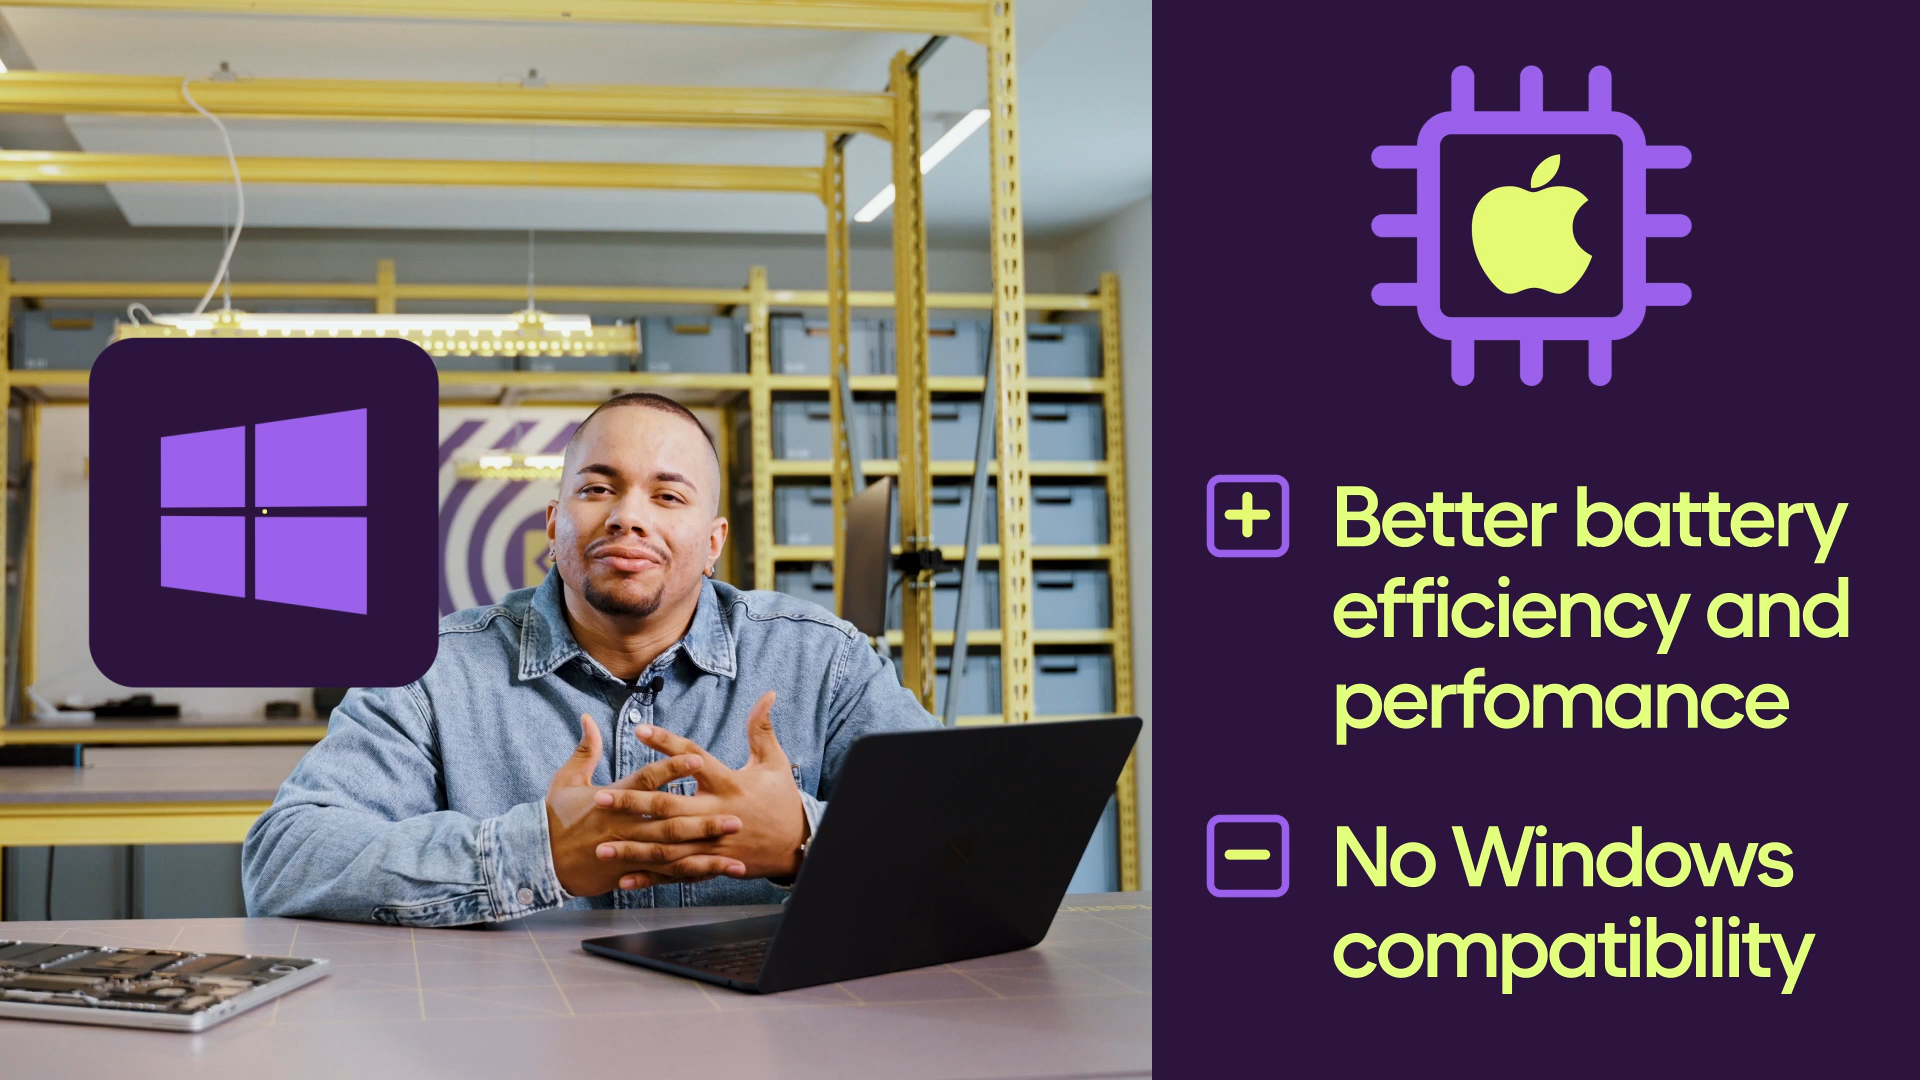 Better battery
efficiency and
perfomance
No Windows
compatibility